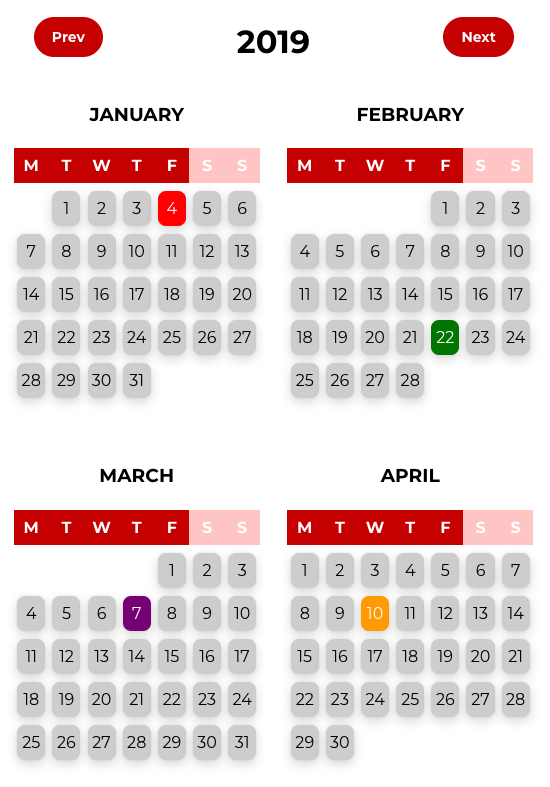 Prev 2019 Next
JANUARY
M T W T F S S
1 2 3 4 5 6
7 8 9 10 11 12 13
14 15 16 17 18 19 20
21 22 23 24 25 26 27
28 29 30 31
FEBRUARY
M T W T F S S
1 2 3
4 5 6 7 8 9 10
11 12 13 14 15 16 17
18 19 20 21 22 23 24
25 26 27 28
MARCH
M T W T F S S
1 2 3
4 5 6 7 8 9 10
11 12 13 14 15 16 17
18 19 20 21 22 23 24
25 26 27 28 29 30 31
APRIL
M T W T F S S
1 2 3 4 5 6 7
8 9 10 11 12 13 14
15 16 17 18 19 20 21
22 23 24 25 26 27 28
29 30